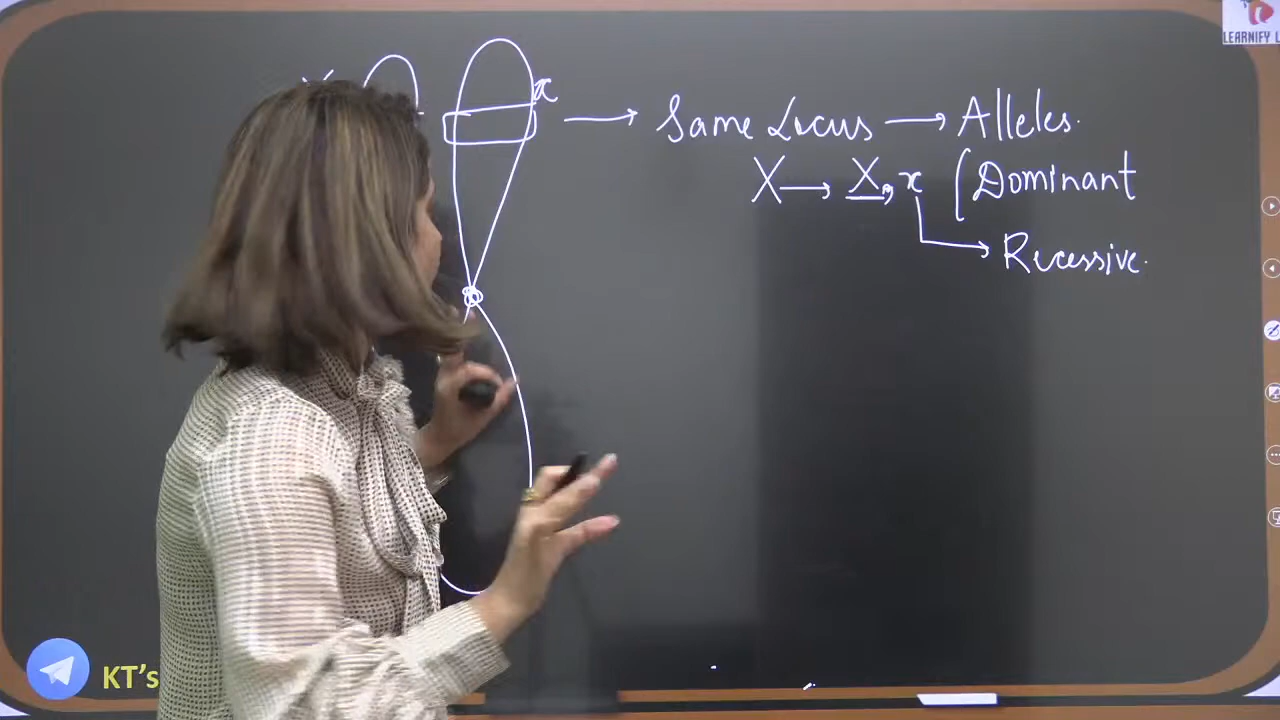 x → Same Locus → Alleles.
X → X, x (Dominant
→ Recessive.
KT's
LEARNIFY L